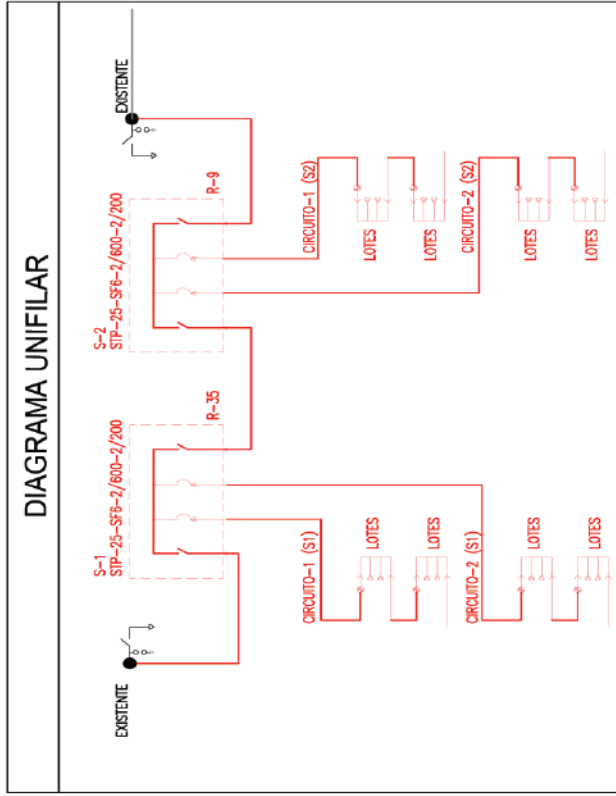 DIAGRAMA UNIFILAR
EXISTENTE
S-1
STP-25-SF6-2/600-2/200
R-35
S-2
STP-25-SF6-2/600-2/200
R-9
EXISTENTE
CIRCUITO-1 (S1)
LOTES
LOTES
CIRCUITO-2 (S1)
LOTES
LOTES
CIRCUITO-1 (S2)
LOTES
LOTES
CIRCUITO-2 (S2)
LOTES
LOTES